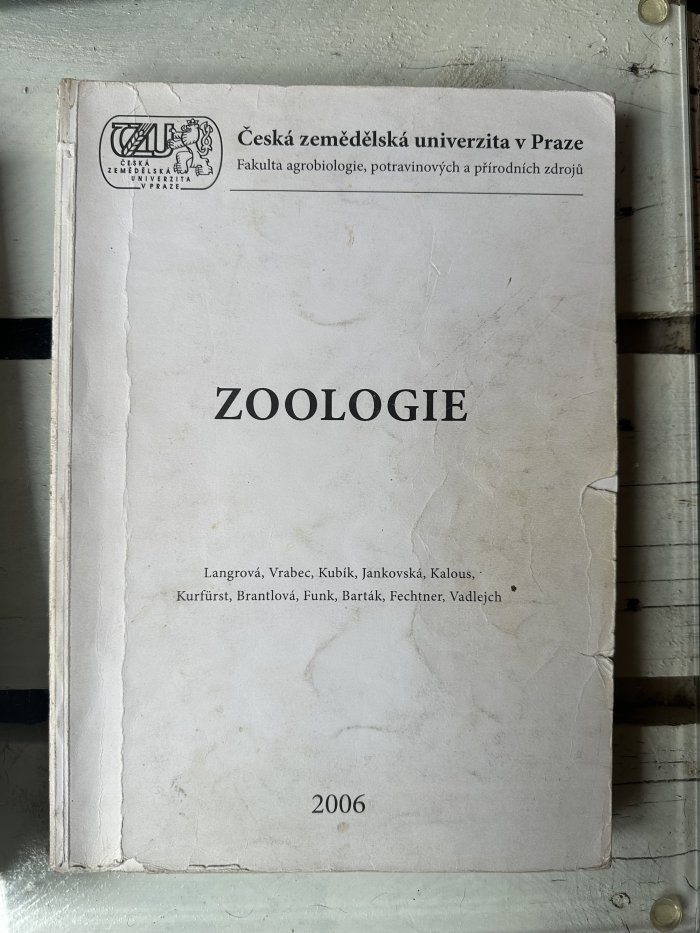 ČZU
ČESKÁ
ZEMĚDĚLSKÁ
UNIVERZITA
V PRAZE
Česká zemědělská univerzita v Praze
Fakulta agrobiologie, potravinových a přírodních zdrojů
ZOOLOGIE
Langrová, Vrabec, Kubík, Jankovská, Kalous,
Kurfürst, Brantlová, Funk, Barták, Fechtner, Vadlejch
2006